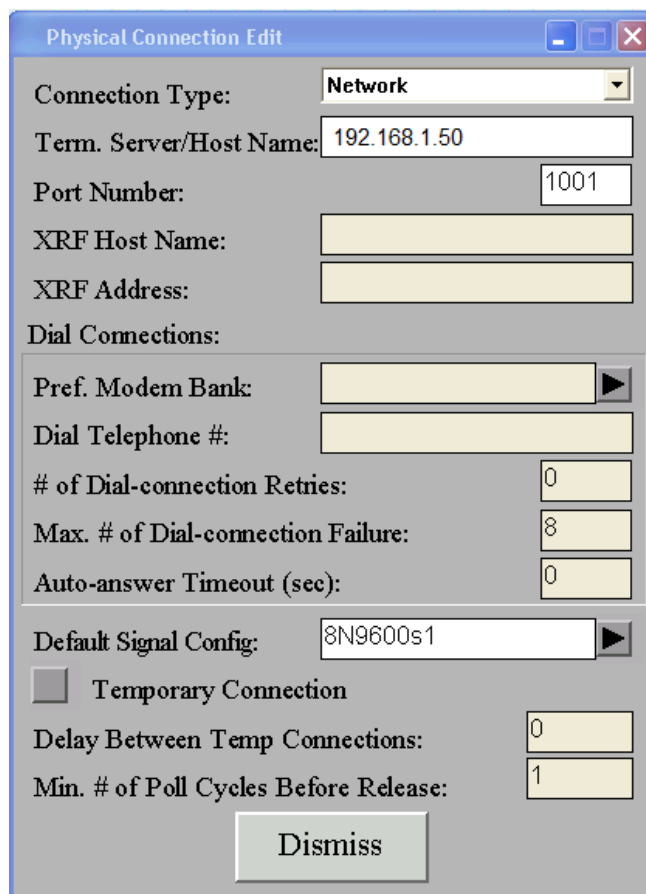 Physical Connection Edit
Connection Type: Network
Term. Server/Host Name: 192.168.1.50
Port Number: 1001
XRF Host Name:
XRF Address:
Dial Connections:
Pref. Modem Bank:
Dial Telephone #:
# of Dial-connection Retries: 0
Max. # of Dial-connection Failure: 8
Auto-answer Timeout (sec): 0
Default Signal Config: 8N9600s1
Temporary Connection
Delay Between Temp Connections: 0
Min. # of Poll Cycles Before Release: 1
Dismiss